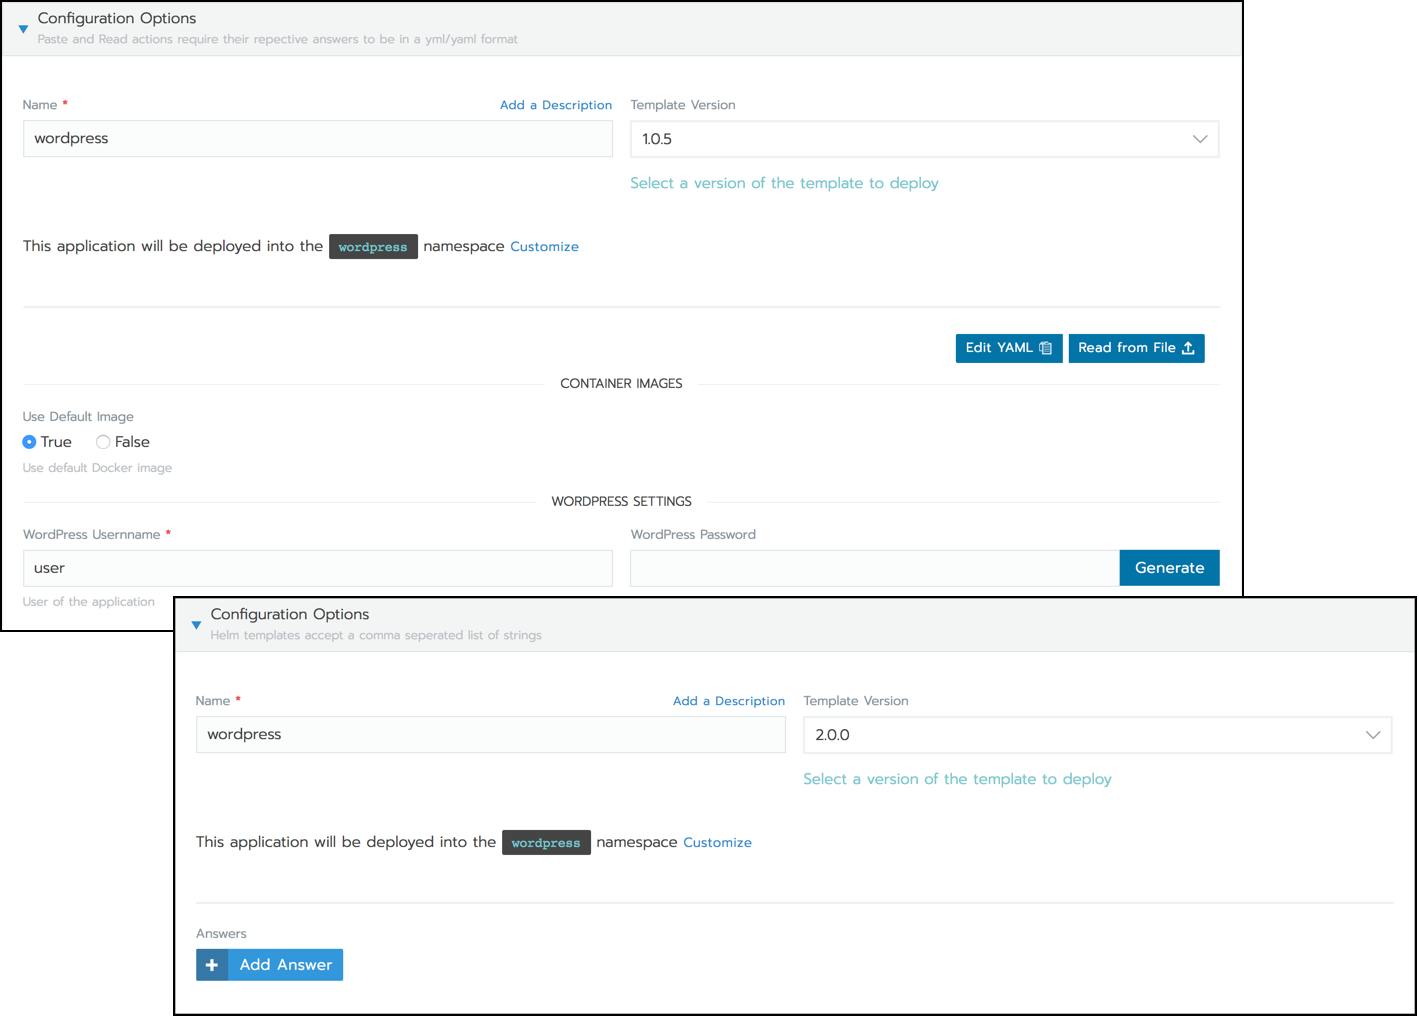 Configuration Options
Paste and Read actions require their repective answers to be in a yml/yaml format
Name * Add a Description Template Version
wordpress 1.0.5
Select a version of the template to deploy
This application will be deployed into the wordpress namespace Customize
Edit YAML Read from File
CONTAINER IMAGES
Use Default Image
True False
Use default Docker image
WORDPRESS SETTINGS
WordPress Usernname * WordPress Password
user Generate
User of the application
Configuration Options
Helm templates accept a comma seperated list of strings
Name * Add a Description Template Version
wordpress 2.0.0
Select a version of the template to deploy
This application will be deployed into the wordpress namespace Customize
Answers
+ Add Answer